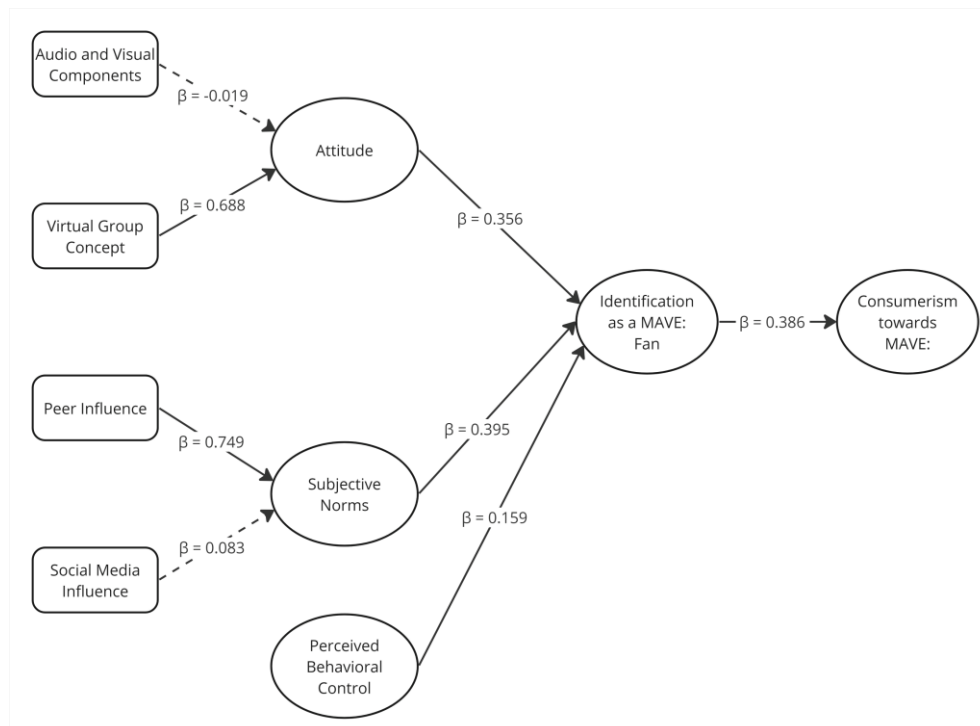 Audio and Visual
Components
β = -0.019
Attitude
β = 0.688
Virtual Group
Concept
β = 0.356
Identification
as a MAVE:
Fan
β = 0.386
Consumerism
towards
MAVE:
Peer Influence
β = 0.749
β = 0.395
Subjective
Norms
β = 0.159
β = 0.083
Social Media
Influence
Perceived
Behavioral
Control